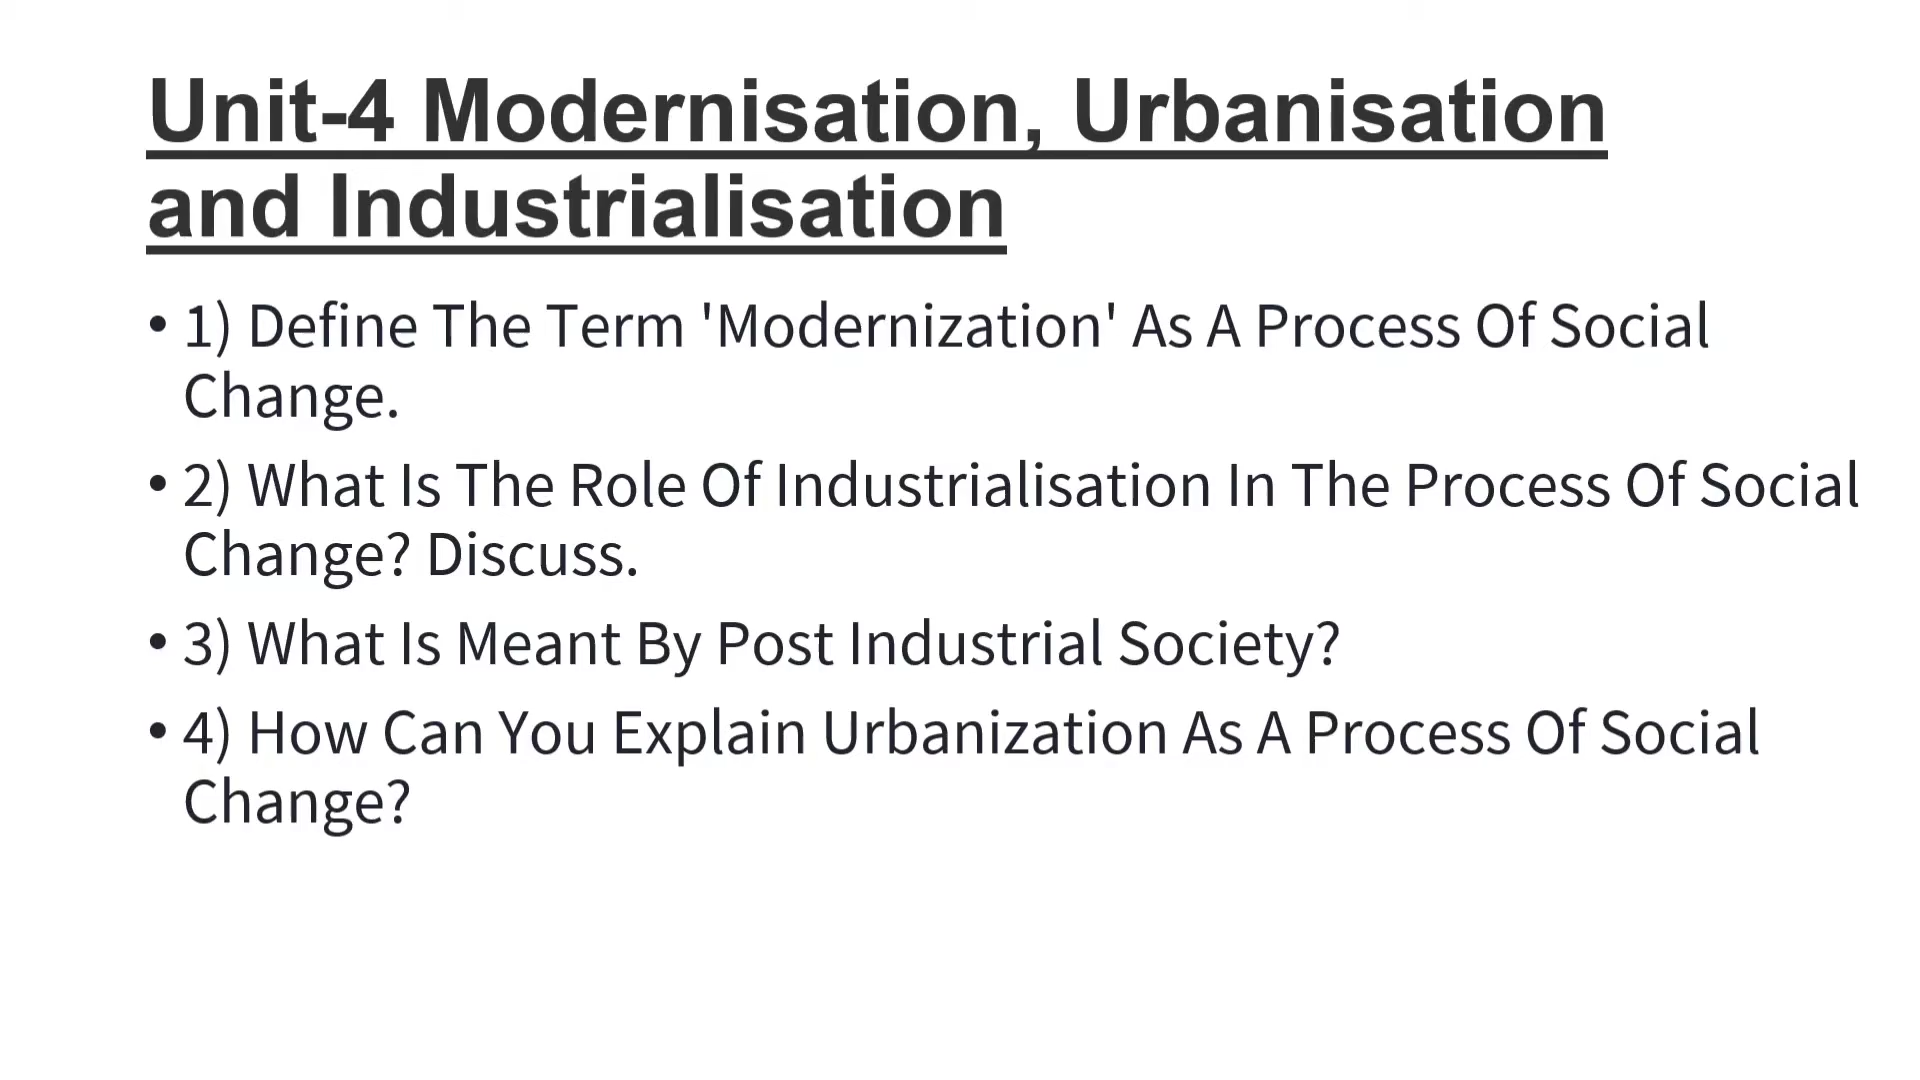 Unit-4 Modernisation, Urbanisation
and Industrialisation
• 1) Define The Term 'Modernization' As A Process Of Social
Change.
• 2) What Is The Role Of Industrialisation In The Process Of Social
Change? Discuss.
• 3) What Is Meant By Post Industrial Society?
• 4) How Can You Explain Urbanization As A Process Of Social
Change?